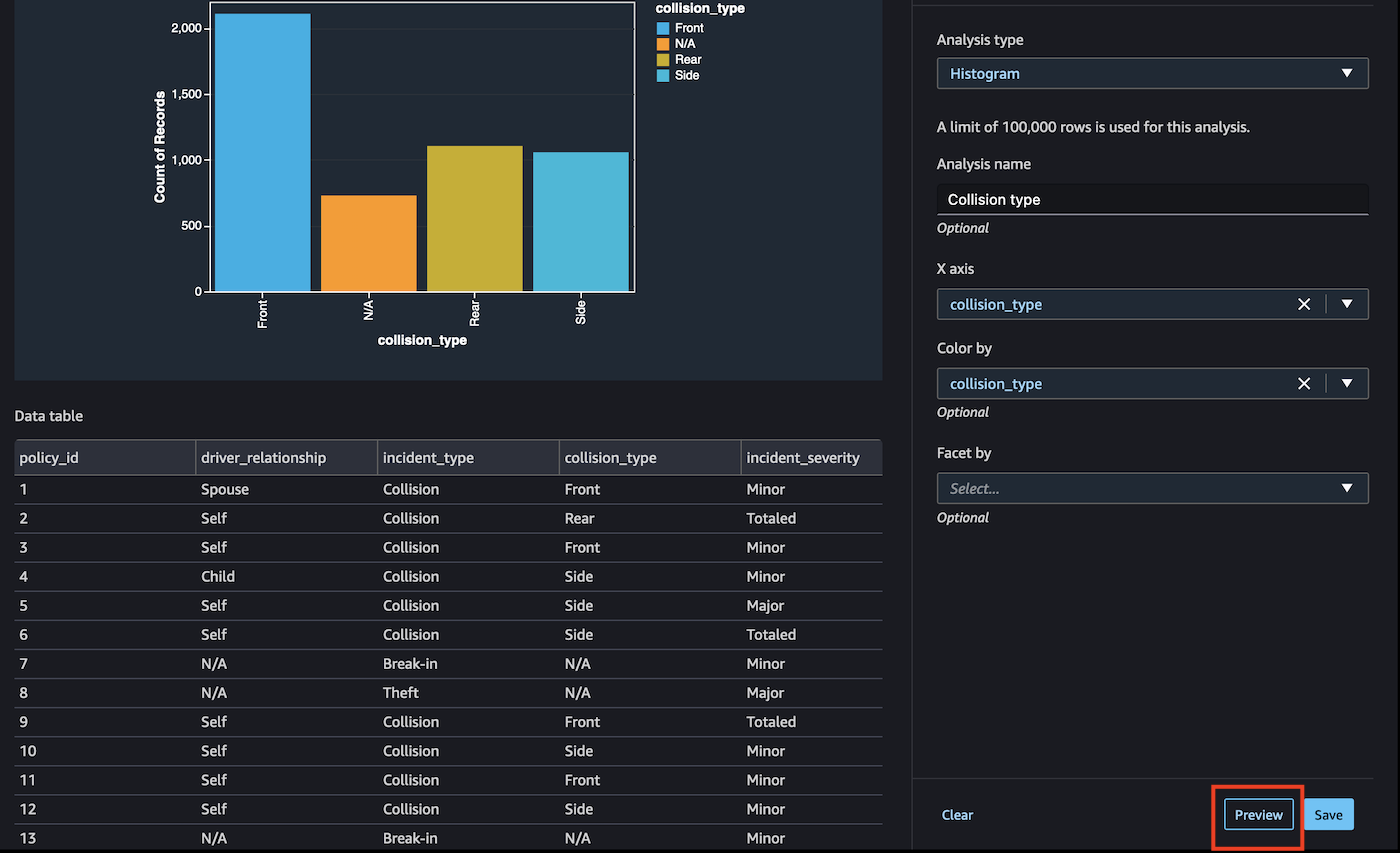 collision_type
Front
N/A
Rear
Side
2,000
1,500
1,000
500
0
Count of Records
Front
N/A
Rear
Side
collision_type
Data table
policy_id driver_relationship incident_type collision_type incident_severity
1 Spouse Collision Front Minor
2 Self Collision Rear Totaled
3 Self Collision Front Minor
4 Child Collision Side Minor
5 Self Collision Side Major
6 Self Collision Side Totaled
7 N/A Break-in N/A Minor
8 N/A Theft N/A Major
9 Self Collision Front Totaled
10 Self Collision Side Minor
11 Self Collision Front Minor
12 Self Collision Side Minor
13 N/A Break-in N/A Minor
Analysis type
Histogram
A limit of 100,000 rows is used for this analysis.
Analysis name
Collision type
Optional
X axis
collision_type
Color by
collision_type
Optional
Facet by
Select...
Optional
Clear Preview Save